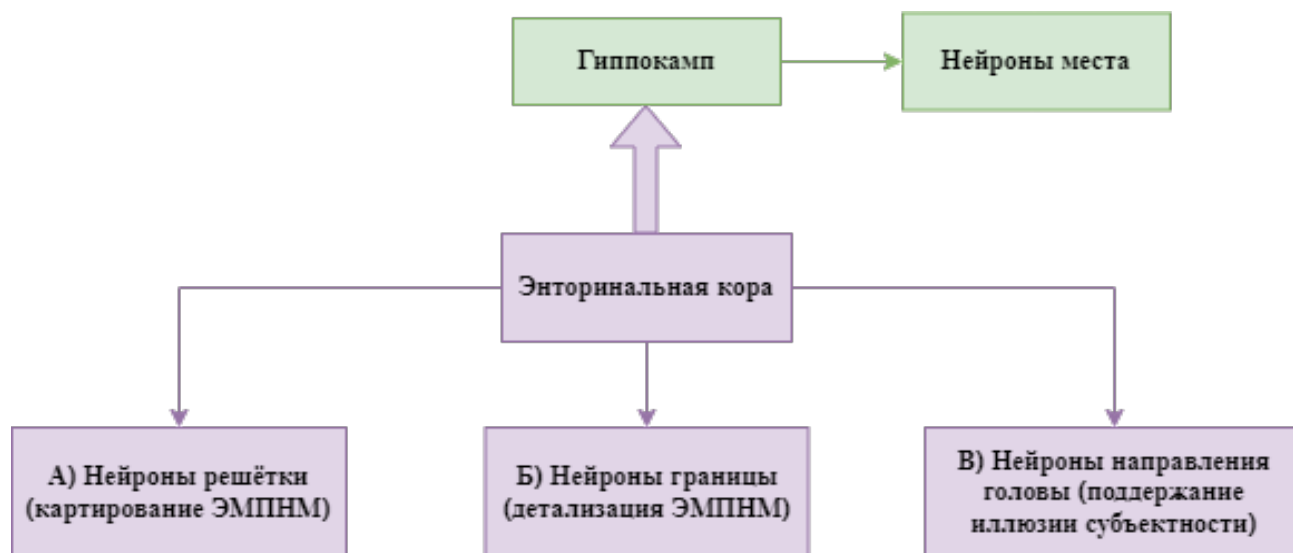 Гиппокамп
Нейроны места
Энторинальная кора
А) Нейроны решётки
(картирование ЭМПНМ)
Б) Нейроны границы
(детализация ЭМПНМ)
В) Нейроны направления
головы (поддержание
иллюзии субъектности)